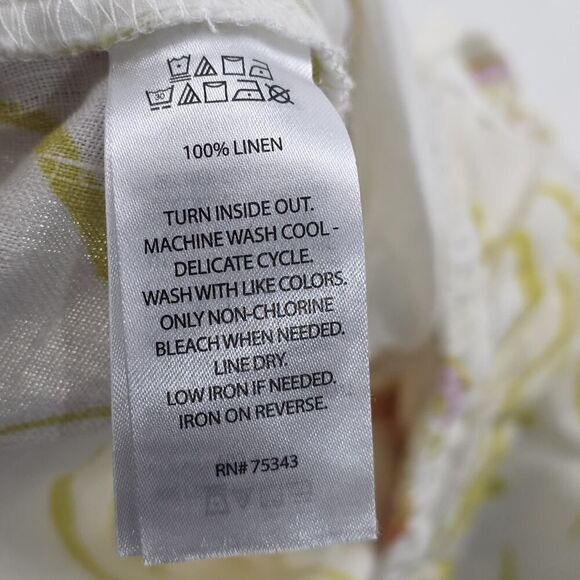 100% LINEN
TURN INSIDE OUT.
MACHINE WASH COOL -
DELICATE CYCLE.
WASH WITH LIKE COLORS.
ONLY NON-CHLORINE
BLEACH WHEN NEEDED.
LINE DRY.
LOW IRON IF NEEDED.
IRON ON REVERSE.
RN# 75343